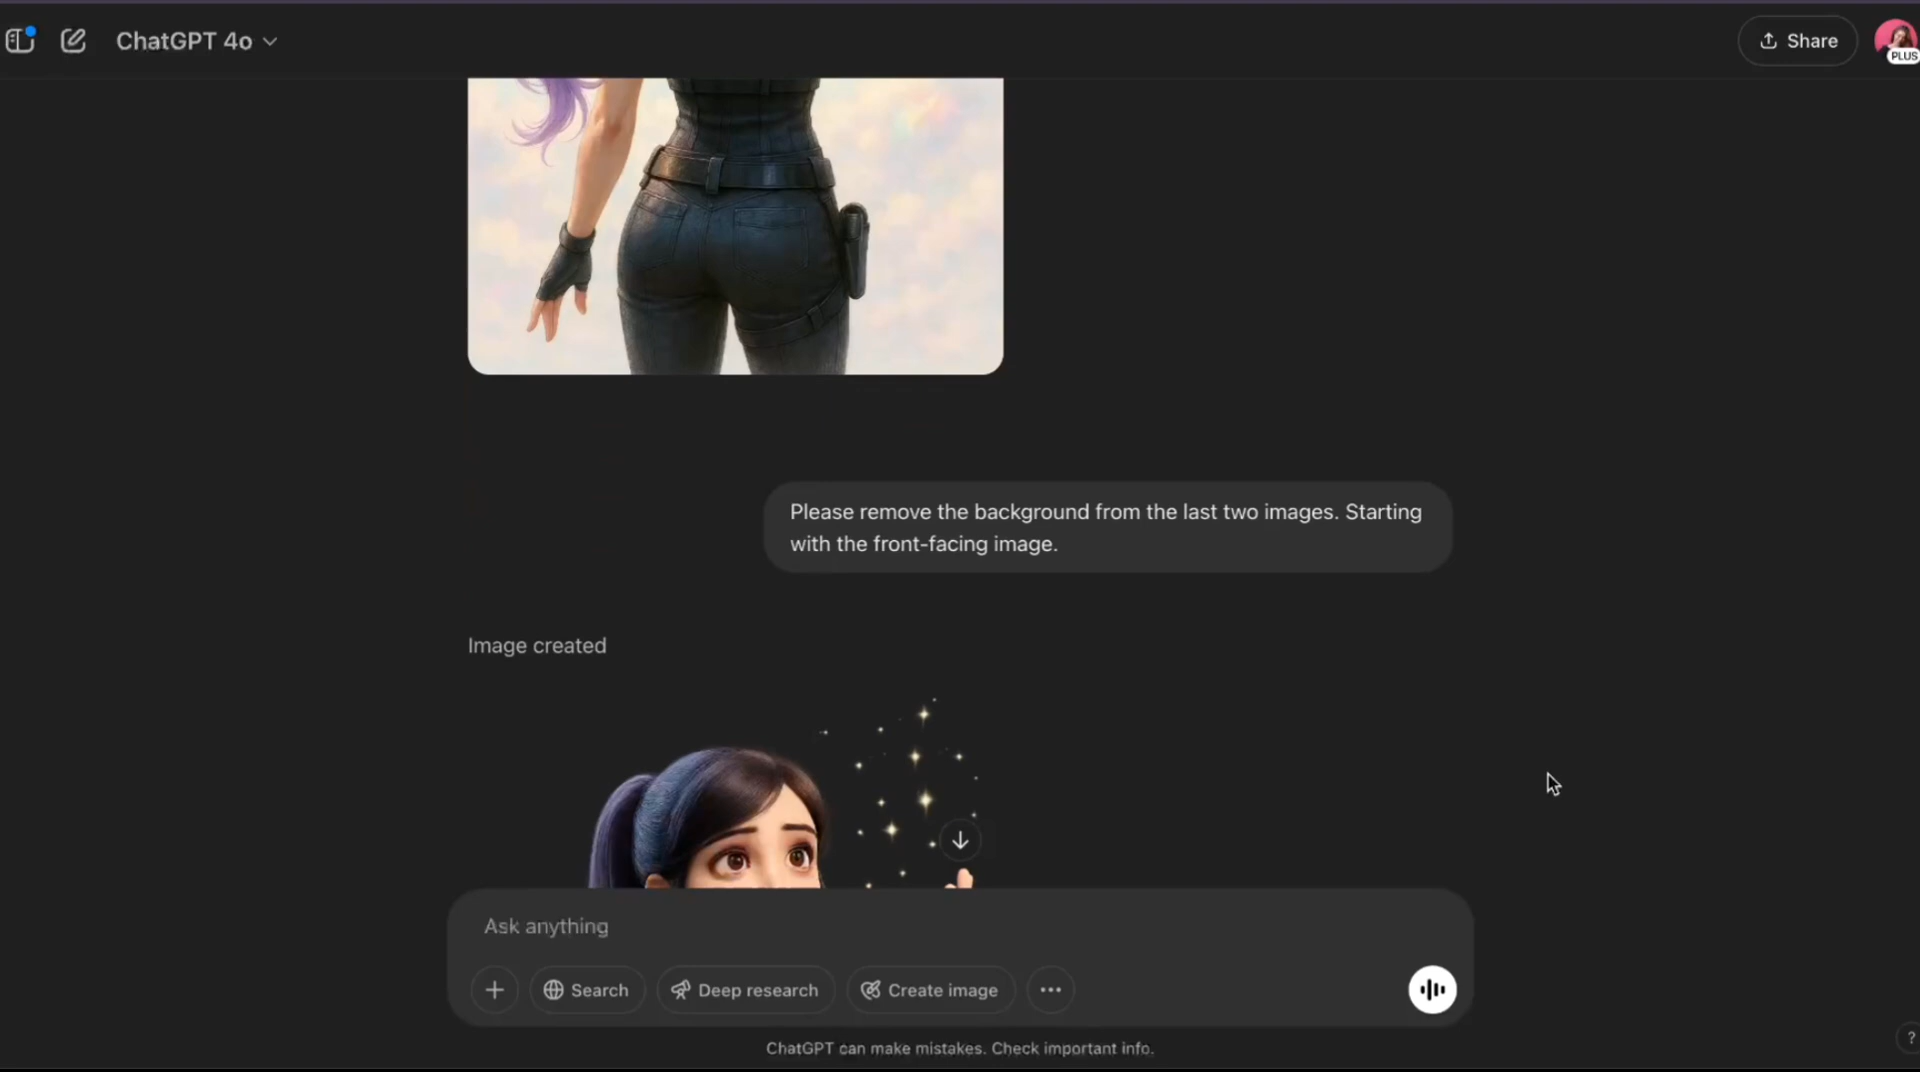 ChatGPT 4o
Share
PLUS
Please remove the background from the last two images. Starting
with the front-facing image.
Image created
Ask anything
Search
Deep research
Create image
ChatGPT can make mistakes. Check important info.
?